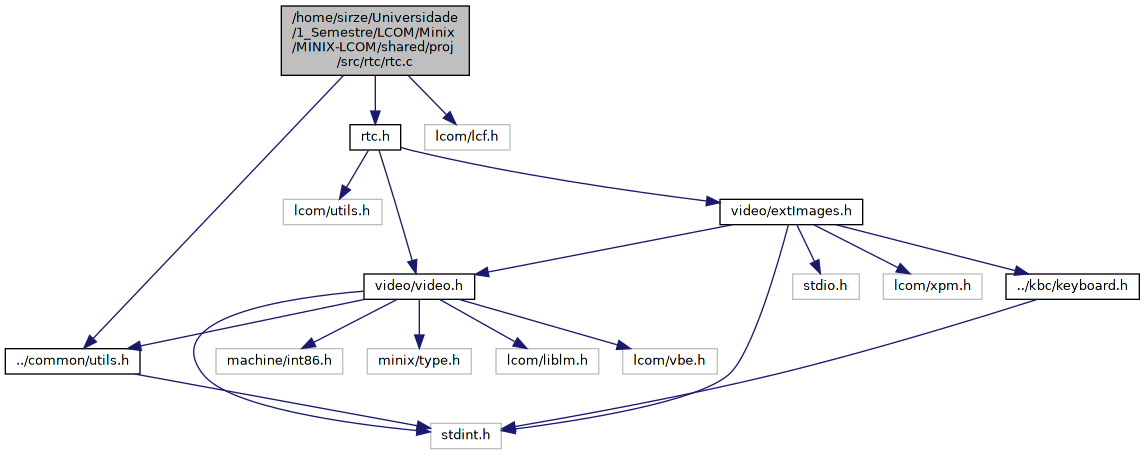 /home/sirze/Universidade
/1_Semestre/LCOM/Minix
/MINIX-LCOM/shared/proj
/src/rtc/rtc.c
rtc.h
lcom/lcf.h
lcom/utils.h
video/extImages.h
video/video.h
stdio.h
lcom/xpm.h
../kbc/keyboard.h
../common/utils.h
machine/int86.h
minix/type.h
lcom/liblm.h
lcom/vbe.h
stdint.h